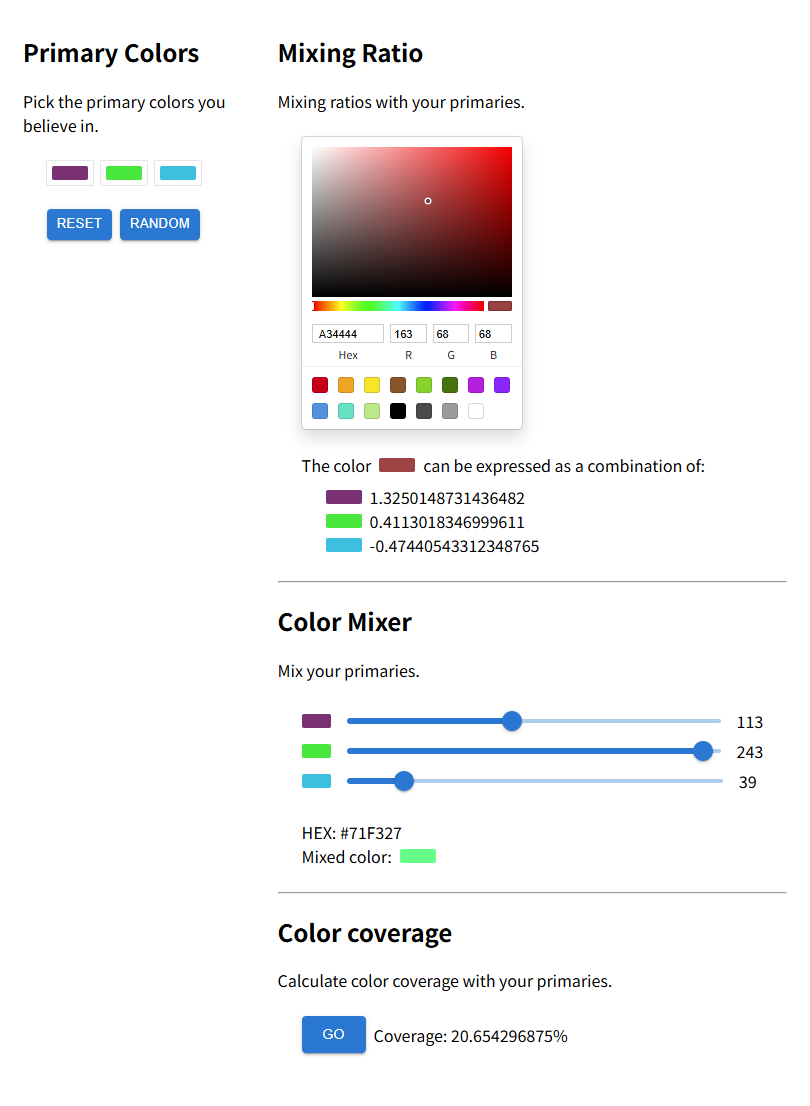 Primary Colors
Pick the primary colors you
believe in.
RESET
RANDOM
Mixing Ratio
Mixing ratios with your primaries.
A34444
163
68
68
Hex
R
G
B
The color can be expressed as a combination of:
1.3250148731436482
0.4113018346999611
-0.47440543312348765
Color Mixer
Mix your primaries.
113
243
39
HEX: #71F327
Mixed color:
Color coverage
Calculate color coverage with your primaries.
GO
Coverage: 20.654296875%